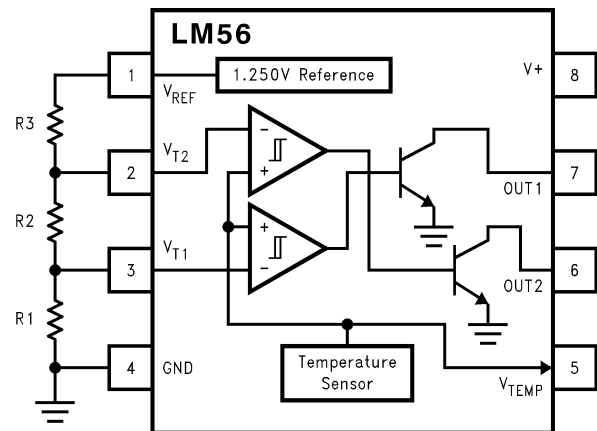 LM56
1 1.250V Reference V+ 8
VREF
R3
VT2 −
2 + 7
OUT1
R2
VT1 +
3 − 6
OUT2
R1
4 GND Temperature 5
Sensor
VTEMP